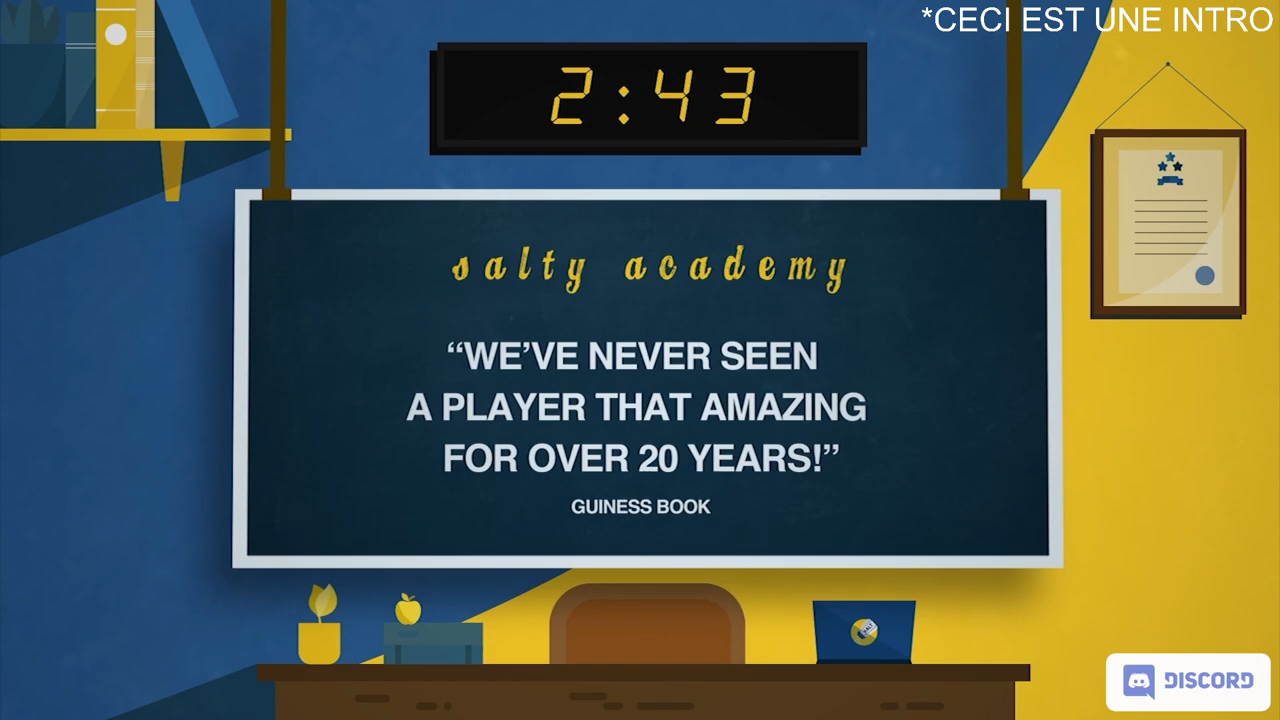 *CECI EST UNE INTRO
2:43
salty academy
“WE’VE NEVER SEEN
A PLAYER THAT AMAZING
FOR OVER 20 YEARS!”
GUINESS BOOK
DISCORD